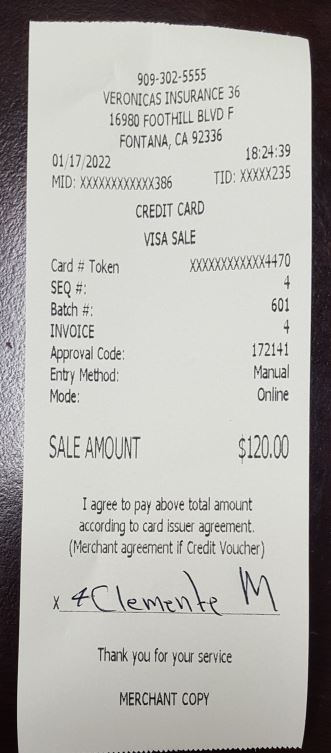 909-302-5555
VERONICAS INSURANCE 36
16980 FOOTHILL BLVD F
FONTANA, CA 92336
01/17/2022 18:24:39
MID: XXXXXXXXXXXX386 TID: XXXXX235
CREDIT CARD
VISA SALE
Card # Token XXXXXXXXXXXX4470
SEQ #: 4
Batch #: 601
INVOICE 4
Approval Code: 172141
Entry Method: Manual
Mode: Online
SALE AMOUNT $120.00
I agree to pay above total amount
according to card issuer agreement.
(Merchant agreement if Credit Voucher)
x Clemente M
Thank you for your service
MERCHANT COPY